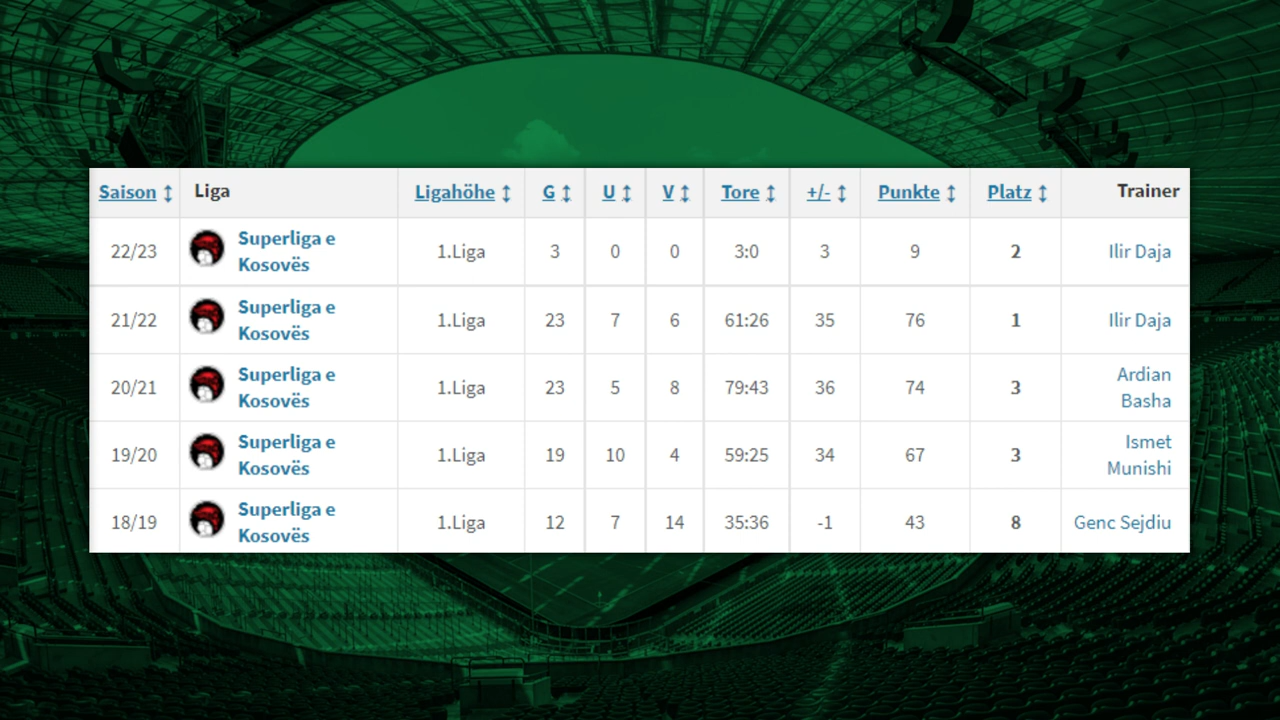 Saison Liga Ligahöhe G U V Tore +/- Punkte Platz Trainer
22/23 Superliga e Kosovës 1.Liga 3 0 0 3:0 3 9 2 Ilir Daja
21/22 Superliga e Kosovës 1.Liga 23 7 6 61:26 35 76 1 Ilir Daja
20/21 Superliga e Kosovës 1.Liga 23 5 8 79:43 36 74 3 Ardian Basha
19/20 Superliga e Kosovës 1.Liga 19 10 4 59:25 34 67 3 Ismet Munishi
18/19 Superliga e Kosovës 1.Liga 12 7 14 35:36 -1 43 8 Genc Sejdiu